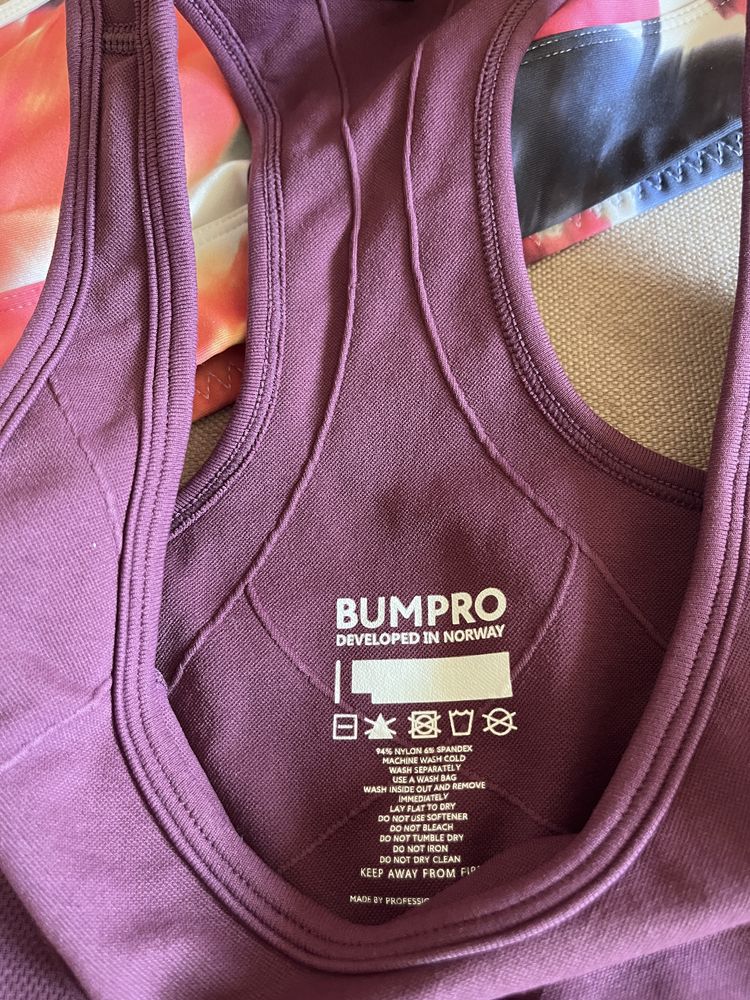 BUMPRO
DEVELOPED IN NORWAY
94% NYLON 6% SPANDEX
MACHINE WASH COLD
WASH SEPARATELY
USE A WASH BAG
WASH INSIDE OUT AND REMOVE
IMMEDIATELY
LAY FLAT TO DRY
DO NOT USE SOFTENER
DO NOT BLEACH
DO NOT TUMBLE DRY
DO NOT IRON
DO NOT DRY CLEAN
KEEP AWAY FROM
MADE BY